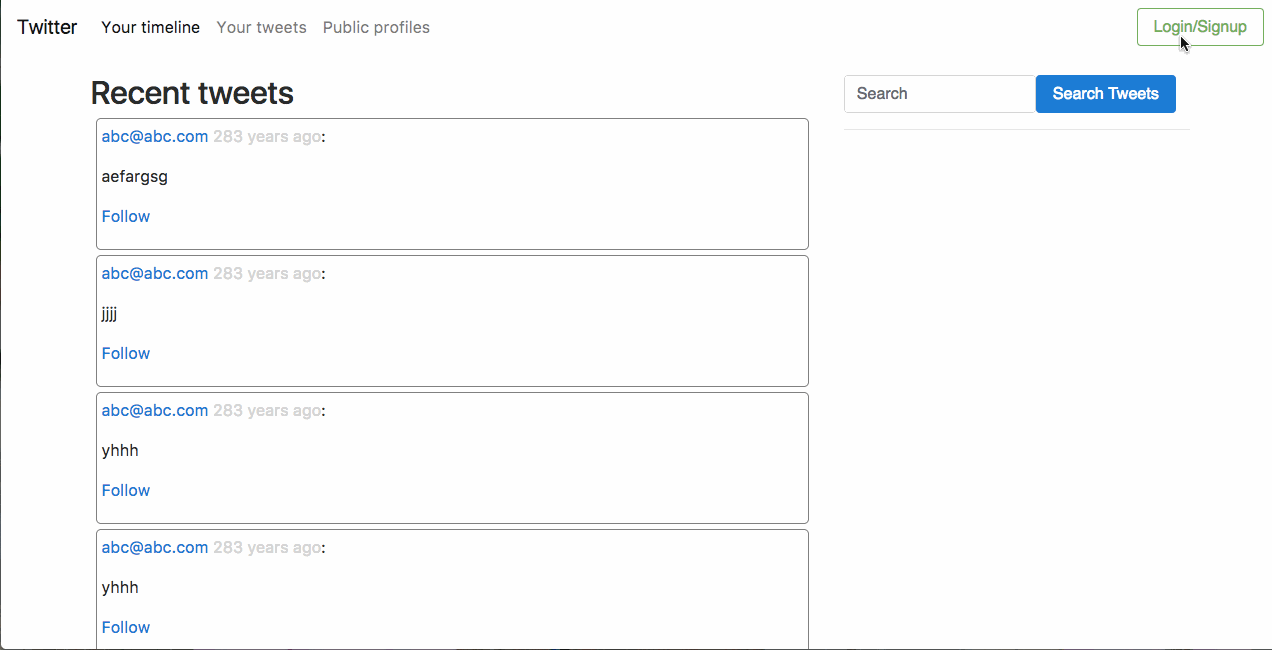 Twitter Your timeline Your tweets Public profiles Login/Signup
Recent tweets
Search Search Tweets
abc@abc.com 283 years ago:
aefargsg
Follow
abc@abc.com 283 years ago:
jjjj
Follow
abc@abc.com 283 years ago:
yhhh
Follow
abc@abc.com 283 years ago:
yhhh
Follow